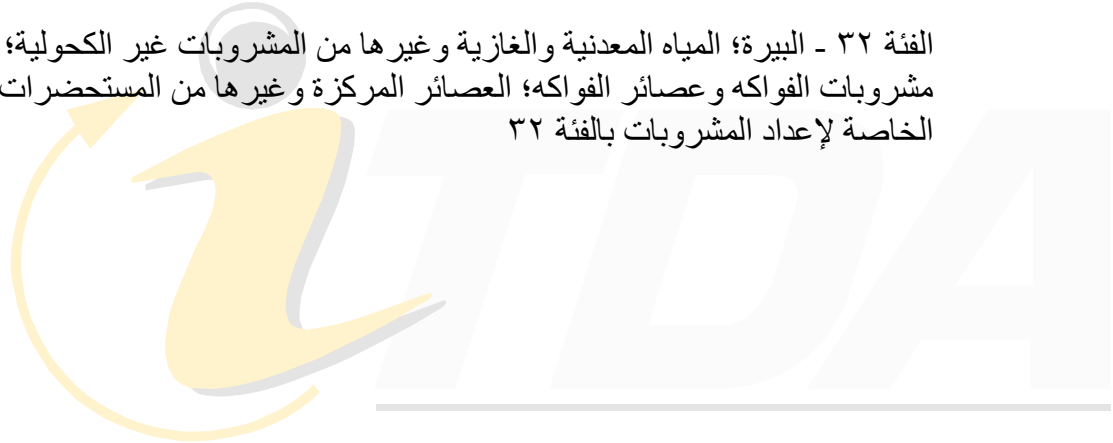 الفئة ٣٢ - البيرة؛ المياه المعدنية والغازية وغيرها من المشروبات غير الكحولية؛
مشروبات الفواكه وعصائر الفواكه؛ العصائر المركزة وغيرها من المستحضرات
الخاصة لإعداد المشروبات بالفئة ٣٢
iTDA